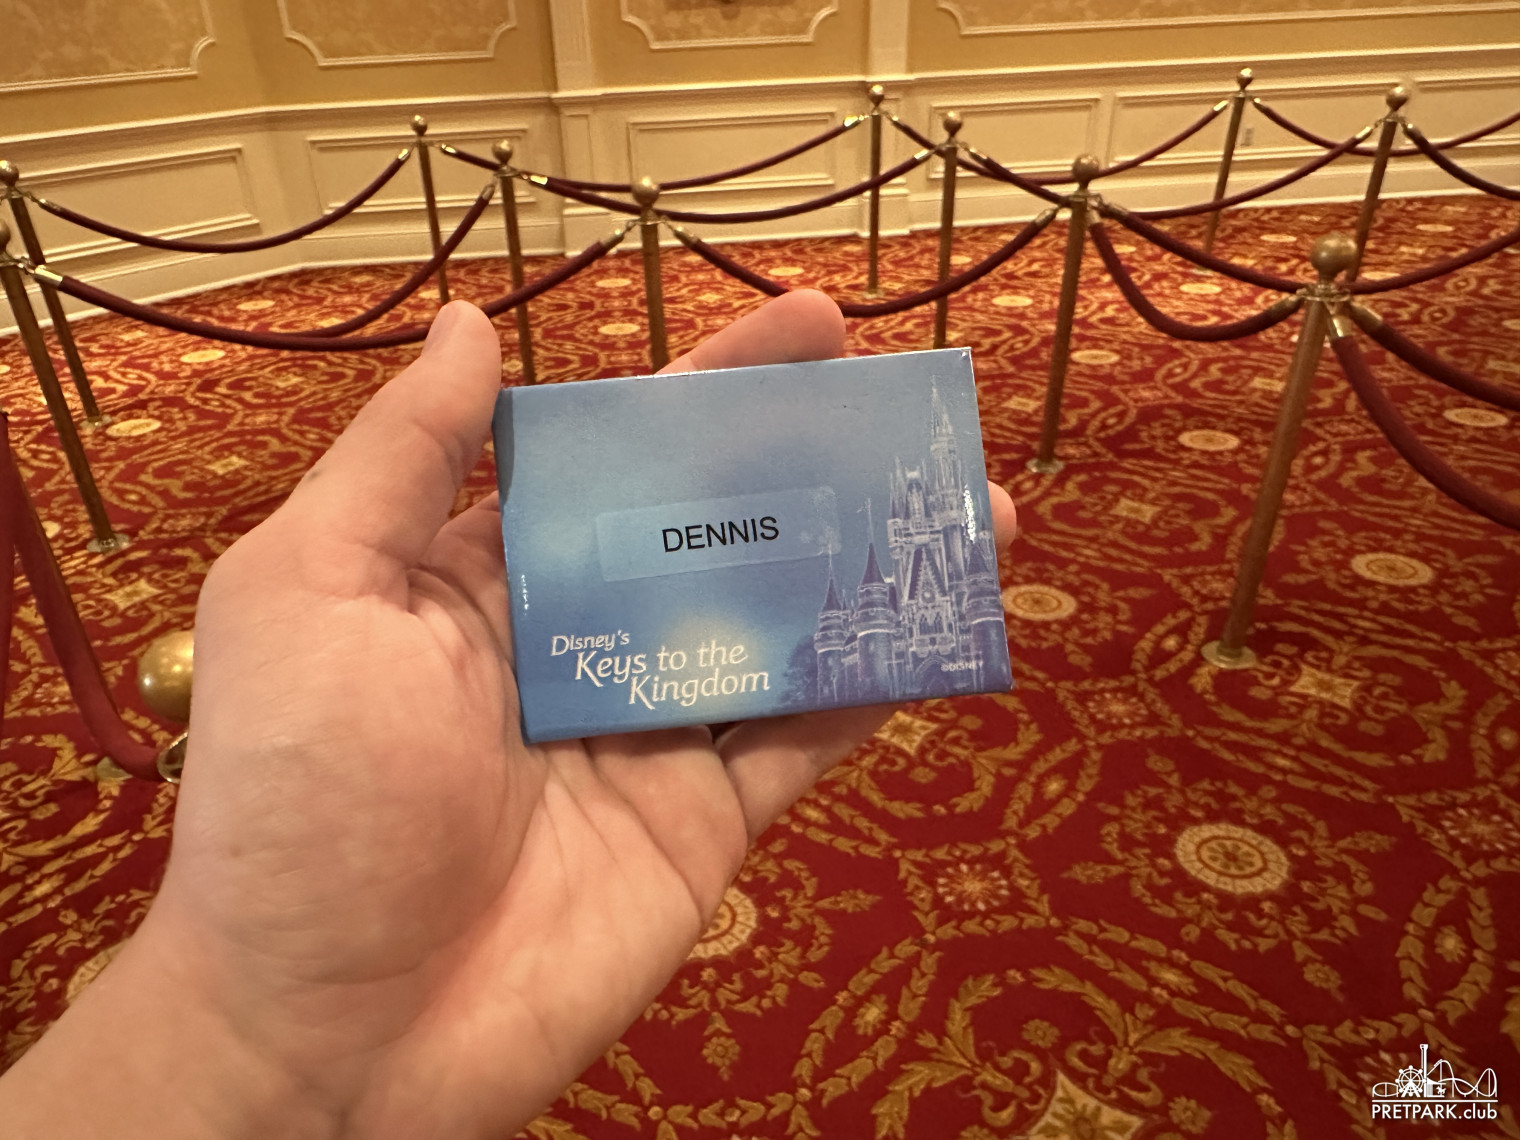 DENNIS
Disney's
Keys to the
Kingdom
©DISNEY
PRETPARK.club